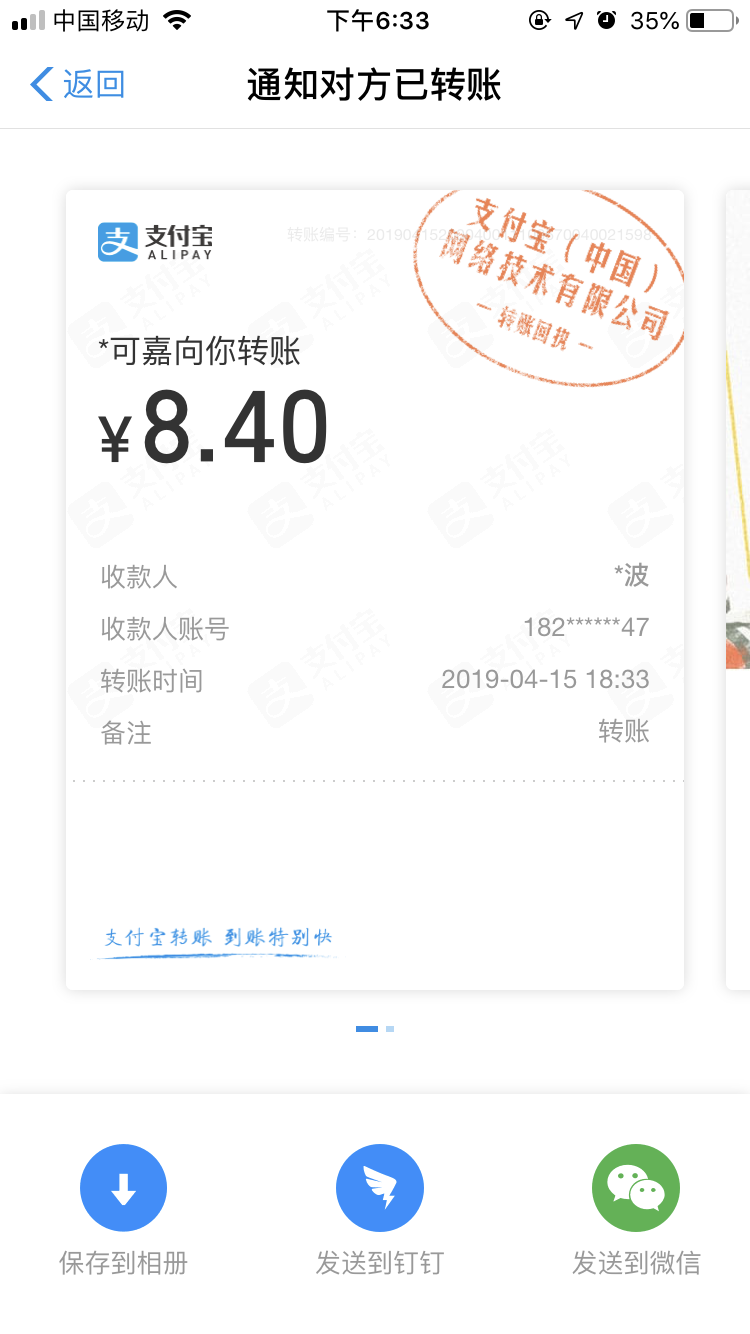 中国移动 下午6:33 35%
返回 通知对方已转账
支付宝
ALIPAY
转账编号:
支付宝(中国)
网络技术有限公司
转账回执
*可嘉向你转账
¥8.40
收款人 *波
收款人账号 182******47
转账时间 2019-04-15 18:33
备注 转账
支付宝转账 到账特别快
保存到相册 发送到钉钉 发送到微信